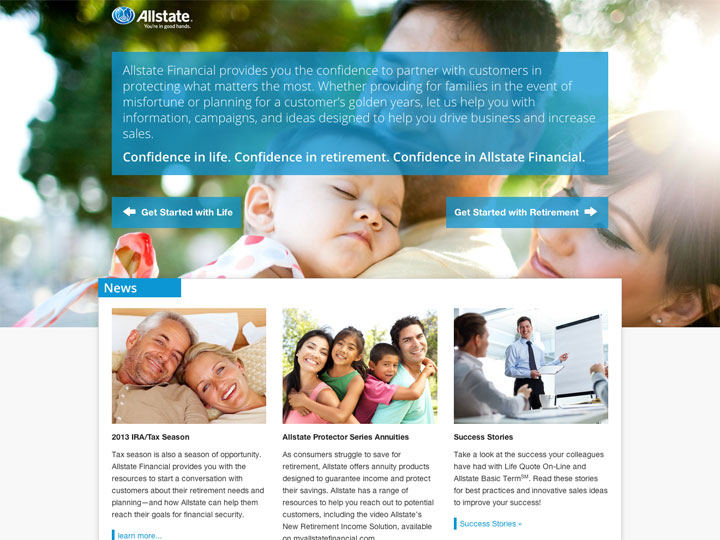 Allstate.
You're in good hands.
Allstate Financial provides you the confidence to partner with customers in
protecting what matters the most. Whether providing for families in the event of
misfortune or planning for a customer's golden years, let us help you with
information, campaigns, and ideas designed to help you drive business and increase
sales.
Confidence in life. Confidence in retirement. Confidence in Allstate Financial.
Get Started with Life
Get Started with Retirement
News
2013 IRA/Tax Season
Tax season is also a season of opportunity.
Allstate Financial provides you with the
resources to start a conversation with
customers about their retirement needs and
planning—and how Allstate can help them
reach their goals for financial security.
learn more...
Allstate Protector Series Annuities
As consumers struggle to save for
retirement, Allstate offers annuity products
designed to guarantee income and protect
their savings. Allstate has a range of
resources to help you reach out to potential
customers, including the video Allstate's
New Retirement Income Solution, available
on myallstatefinancial.com
Success Stories
Take a look at the success your colleagues
have had with Life Quote On-Line and
Allstate Basic Term℠. Read these stories
for best practices and innovative sales ideas
to improve your success!
Success Stories »